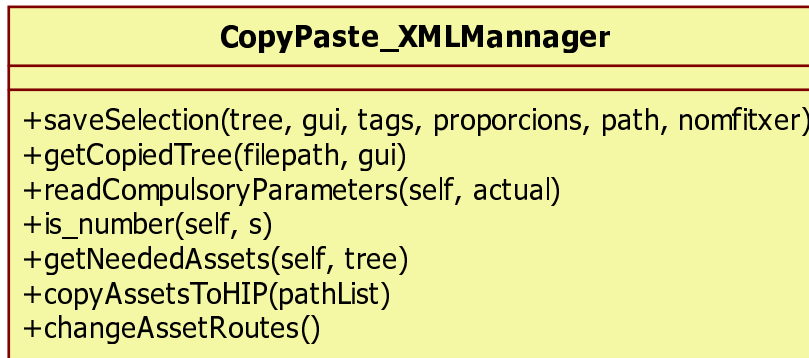 CopyPaste_XMLMannager
+saveSelection(tree, gui, tags, proporcions, path, nomfitxer)
+getCopiedTree(filepath, gui)
+readCompulsoryParameters(self, actual)
+is_number(self, s)
+getNeededAssets(self, tree)
+copyAssetsToHIP(pathList)
+changeAssetRoutes()